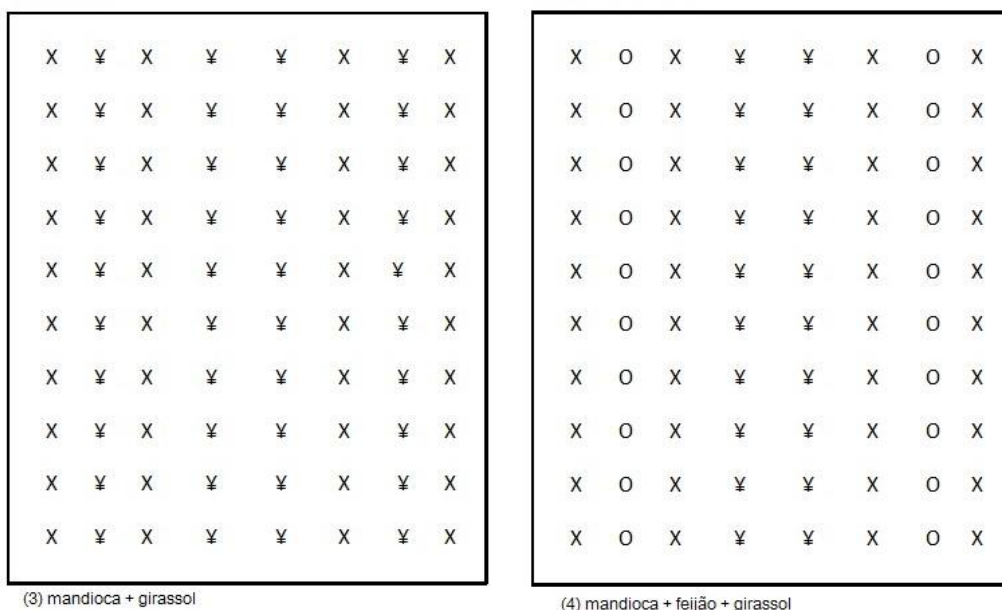 X ¥ X ¥ ¥ X ¥ X
X ¥ X ¥ ¥ X ¥ X
X ¥ X ¥ ¥ X ¥ X
X ¥ X ¥ ¥ X ¥ X
X ¥ X ¥ ¥ X ¥ X
X ¥ X ¥ ¥ X ¥ X
X ¥ X ¥ ¥ X ¥ X
X ¥ X ¥ ¥ X ¥ X
X ¥ X ¥ ¥ X ¥ X
X ¥ X ¥ ¥ X ¥ X
(3) mandioca + girassol
X O X ¥ ¥ X O X
X O X ¥ ¥ X O X
X O X ¥ ¥ X O X
X O X ¥ ¥ X O X
X O X ¥ ¥ X O X
X O X ¥ ¥ X O X
X O X ¥ ¥ X O X
X O X ¥ ¥ X O X
X O X ¥ ¥ X O X
X O X ¥ ¥ X O X
(4) mandioca + feijão + girassol